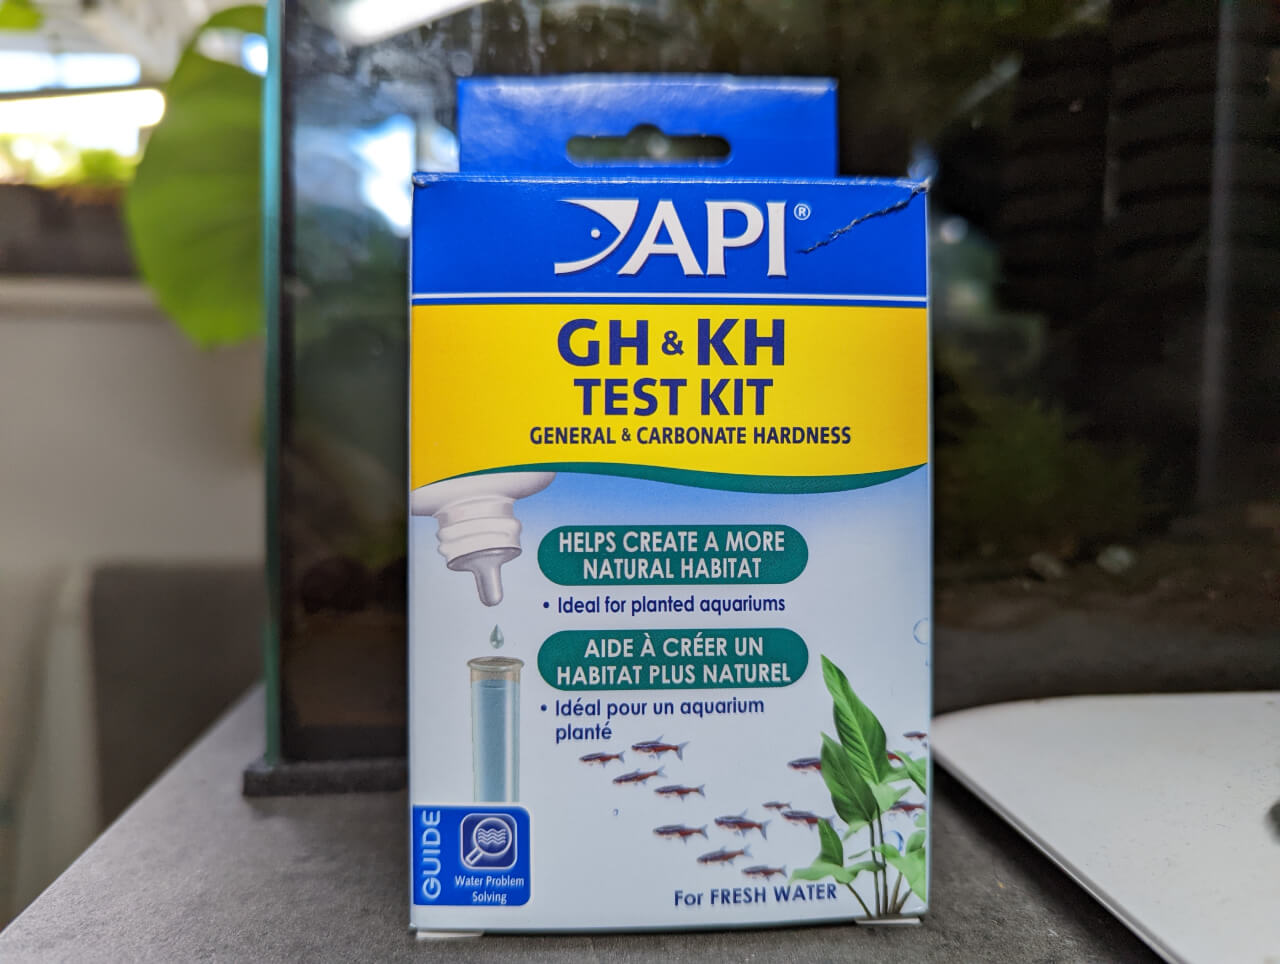 API®
GH & KH
TEST KIT
GENERAL & CARBONATE HARDNESS
HELPS CREATE A MORE
NATURAL HABITAT
• Ideal for planted aquariums
AIDE À CRÉER UN
HABITAT PLUS NATUREL
• Idéal pour un aquarium
planté
GUIDE
Water Problem
Solving
For FRESH WATER